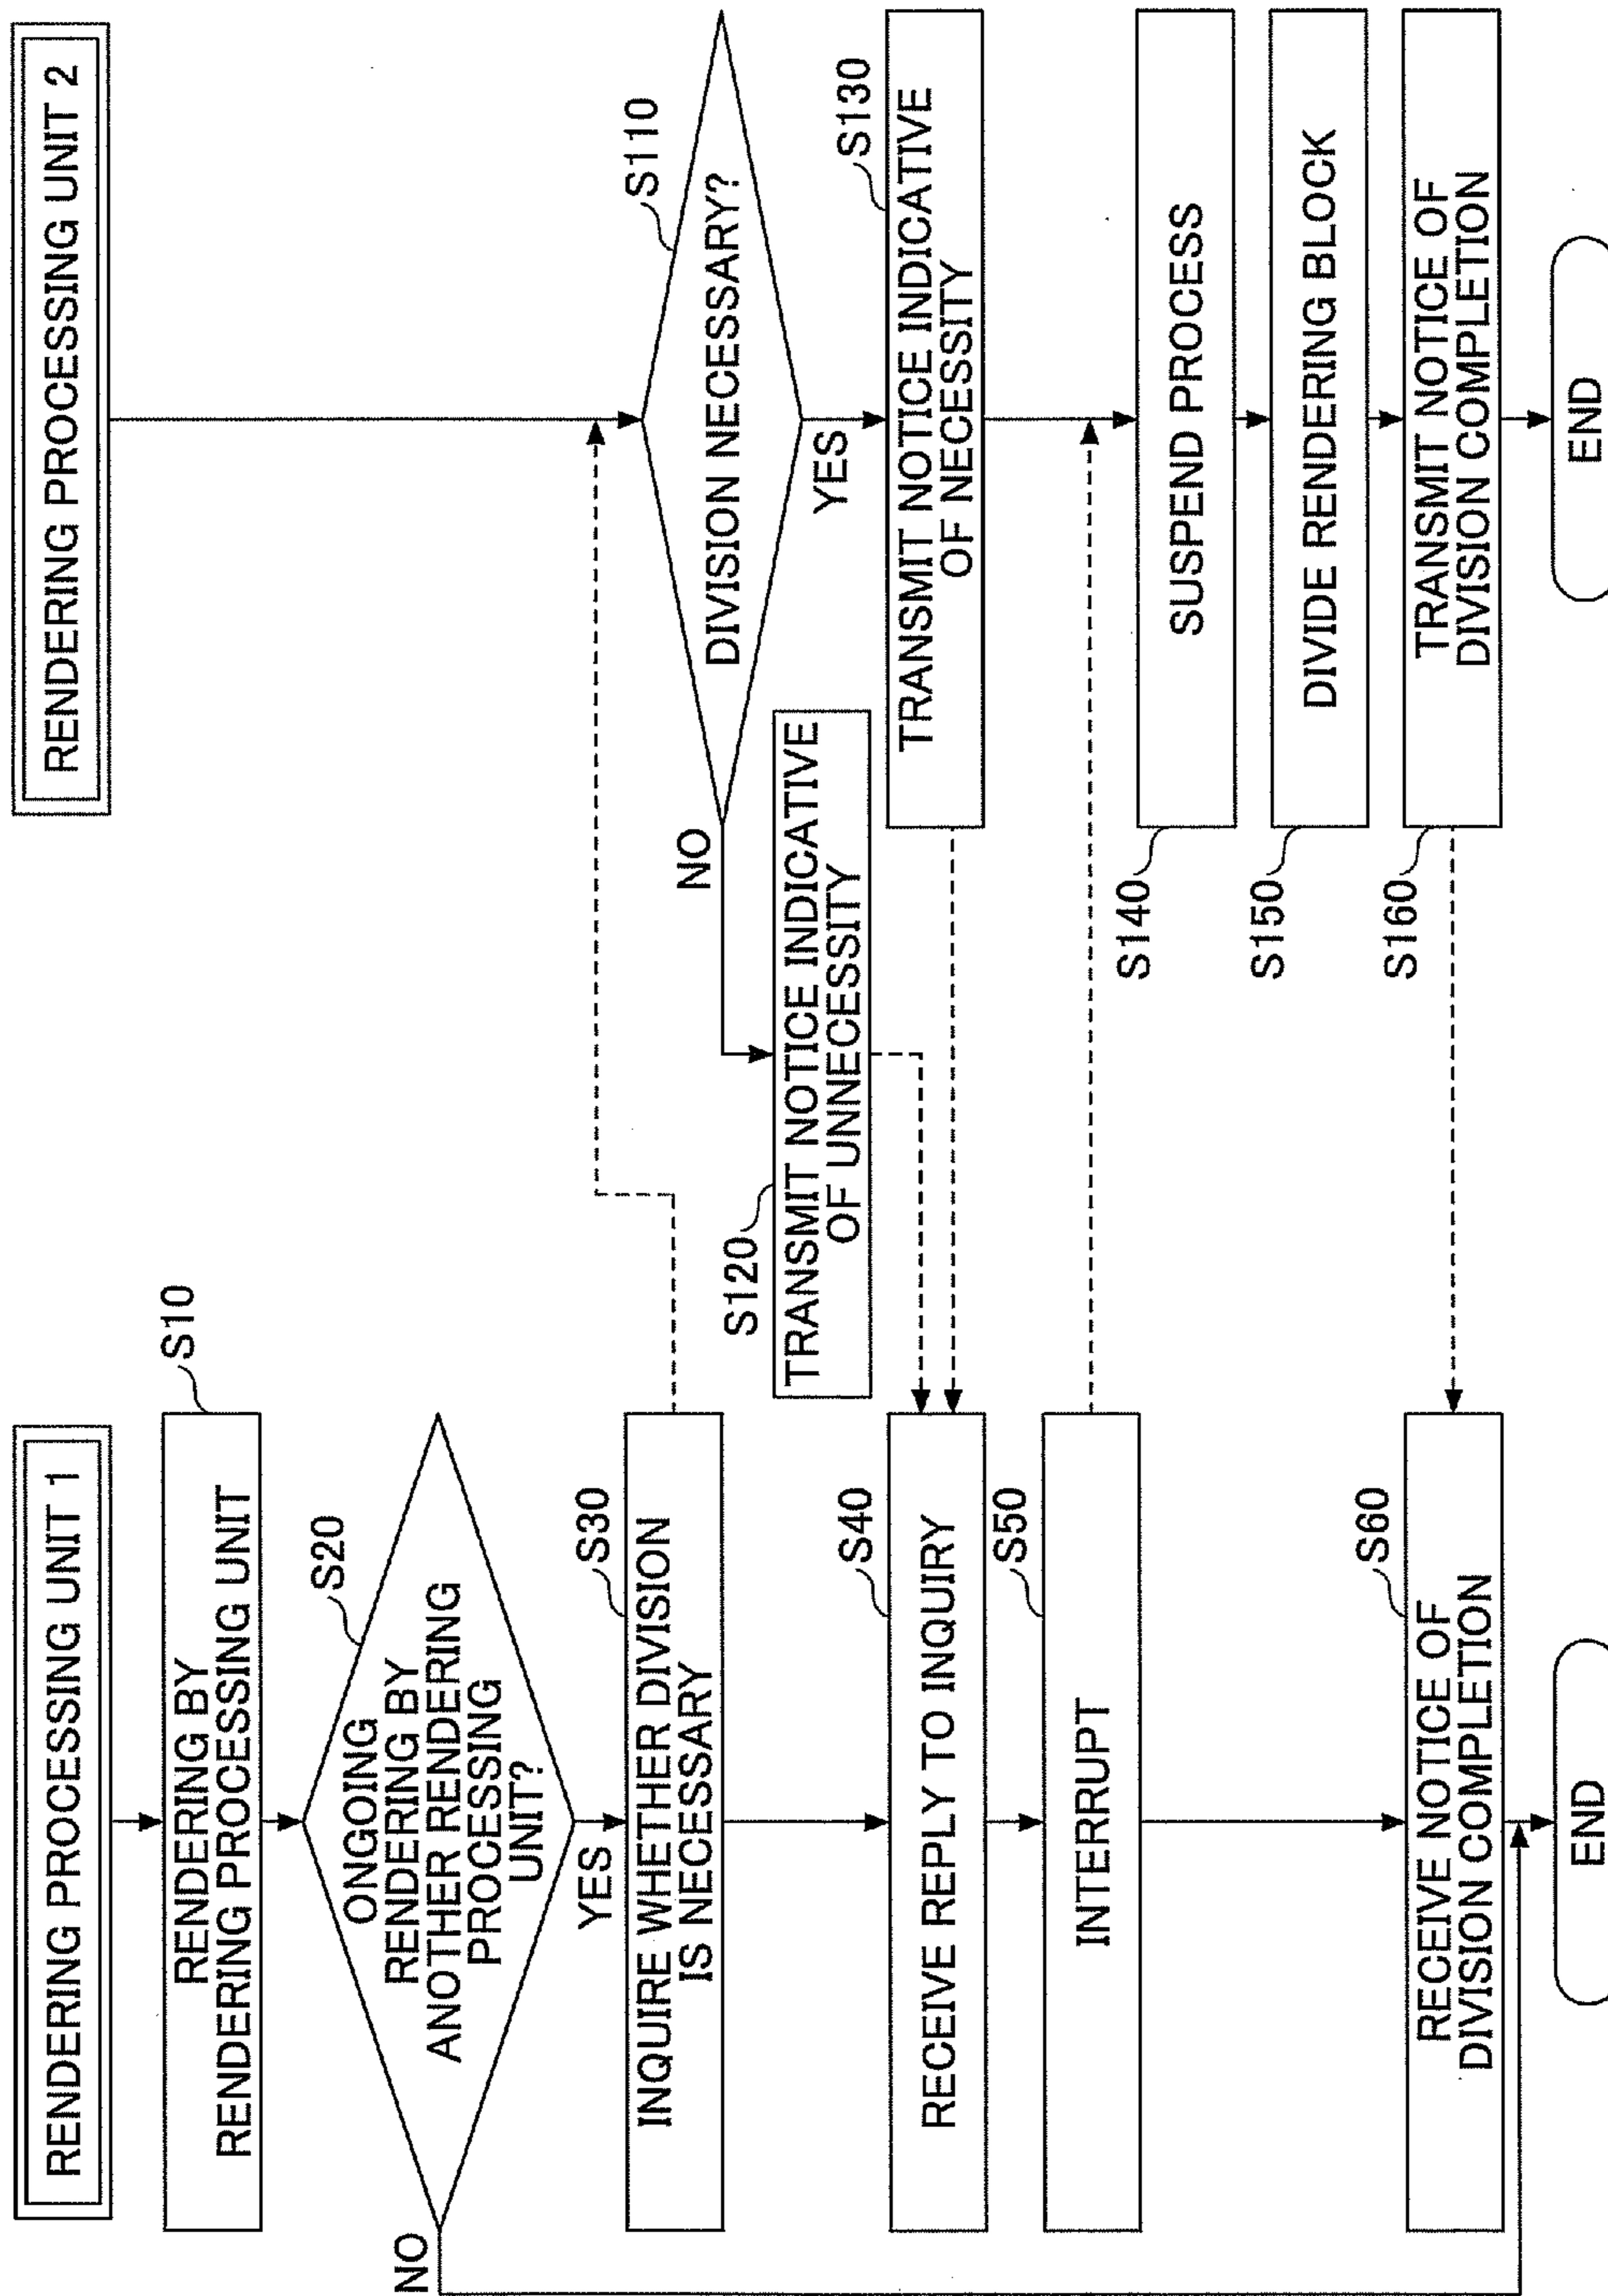 RENDERING PROCESSING UNIT 1
RENDERING BY
RENDERING PROCESSING UNIT
S10
ONGOING
RENDERING BY
ANOTHER RENDERING
PROCESSING
UNIT?
S20
NO
YES
INQUIRE WHETHER DIVISION
IS NECESSARY
S30
RECEIVE REPLY TO INQUIRY
S40
INTERRUPT
S50
RECEIVE NOTICE OF
DIVISION COMPLETION
S60
END
RENDERING PROCESSING UNIT 2
DIVISION NECESSARY?
S110
NO
YES
S120
TRANSMIT NOTICE INDICATIVE
OF UNNECESSITY
TRANSMIT NOTICE INDICATIVE
OF NECESSITY
S130
SUSPEND PROCESS
S140
DIVIDE RENDERING BLOCK
S150
TRANSMIT NOTICE OF
DIVISION COMPLETION
S160
END